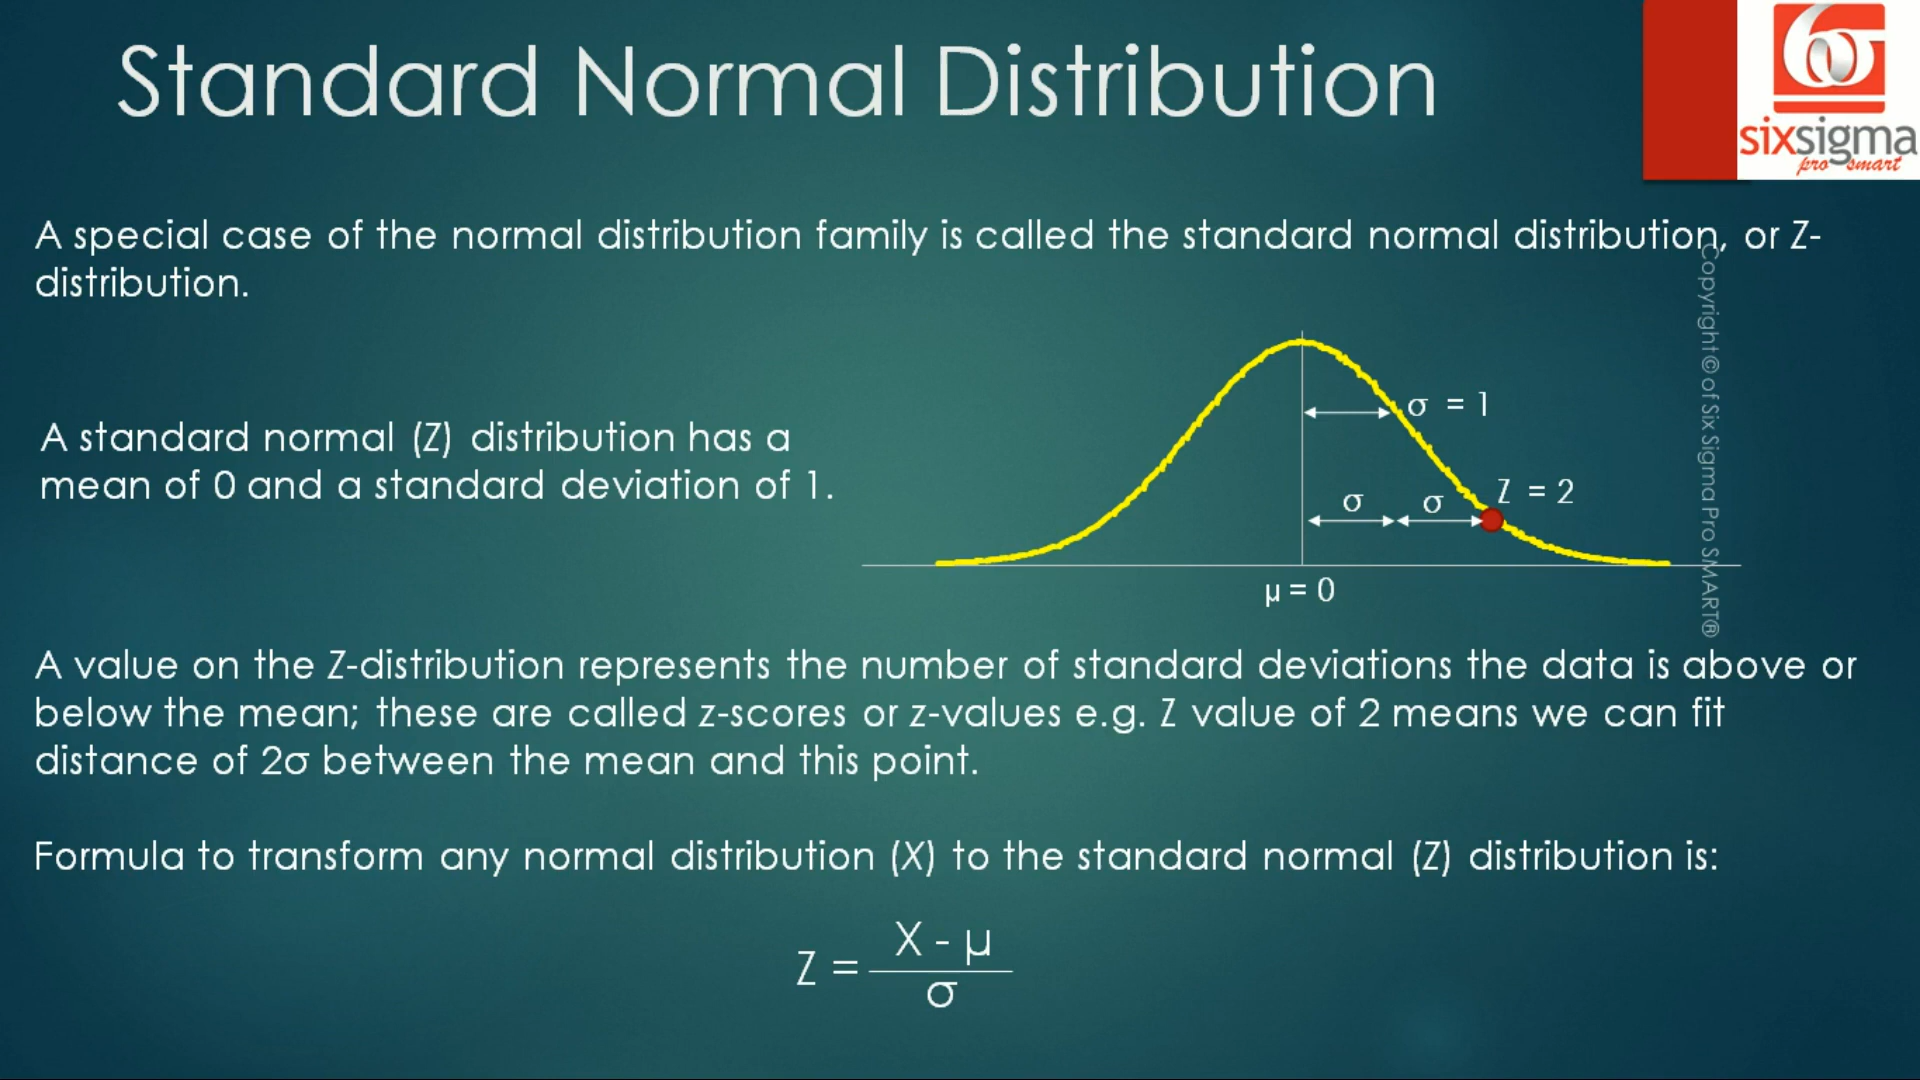 Standard Normal Distribution
6σ
sixsigma
pro smart
A special case of the normal distribution family is called the standard normal distribution, or Z-
distribution.
A standard normal (Z) distribution has a
mean of 0 and a standard deviation of 1.
σ = 1
Z = 2
σ σ
μ = 0
Copyright© of Six Sigma Pro SMART®
A value on the Z-distribution represents the number of standard deviations the data is above or
below the mean; these are called z-scores or z-values e.g. Z value of 2 means we can fit
distance of 2σ between the mean and this point.
Formula to transform any normal distribution (X) to the standard normal (Z) distribution is:
X - μ
Z =
σ